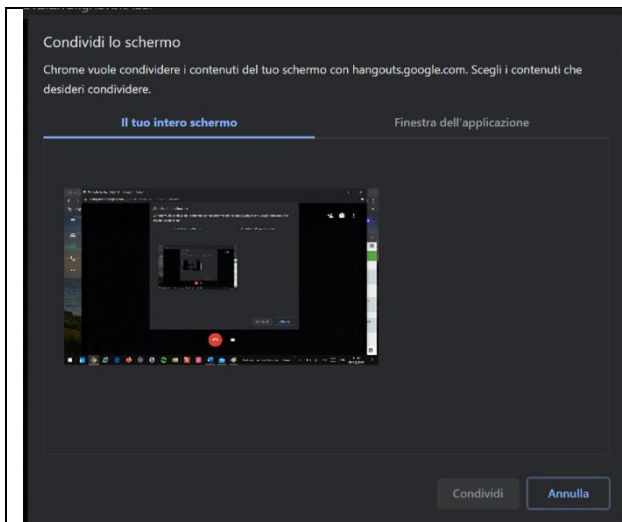 Condividi lo schermo
Chrome vuole condividere i contenuti del tuo schermo con hangouts.google.com. Scegli i contenuti che
desideri condividere.
Il tuo intero schermo
Finestra dell'applicazione
Condividi
Annulla